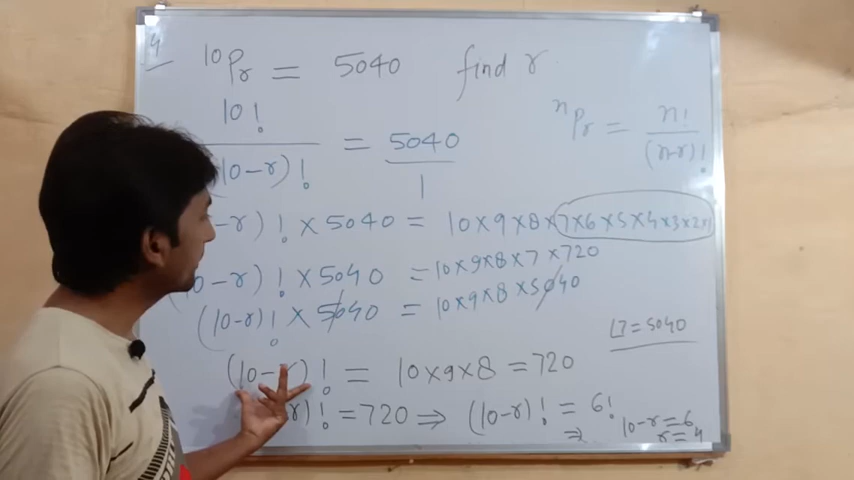 4
¹⁰Pᵣ = 5040 find r
10! / (10-r)! = 5040 / 1
ⁿPᵣ = n! / (n-r)!
-r)! × 5040 = 10×9×8×7×6×5×4×3×2×1
(10-r)! × 5040 = 10×9×8×7×720
(10-r)! × 5040 = 10×9×8×5040
7 = 5040
(10-r)! = 10×9×8 = 720
r)! = 720 ⇒ (10-r)! = 6!
⇒ 10-r = 6
r = 4